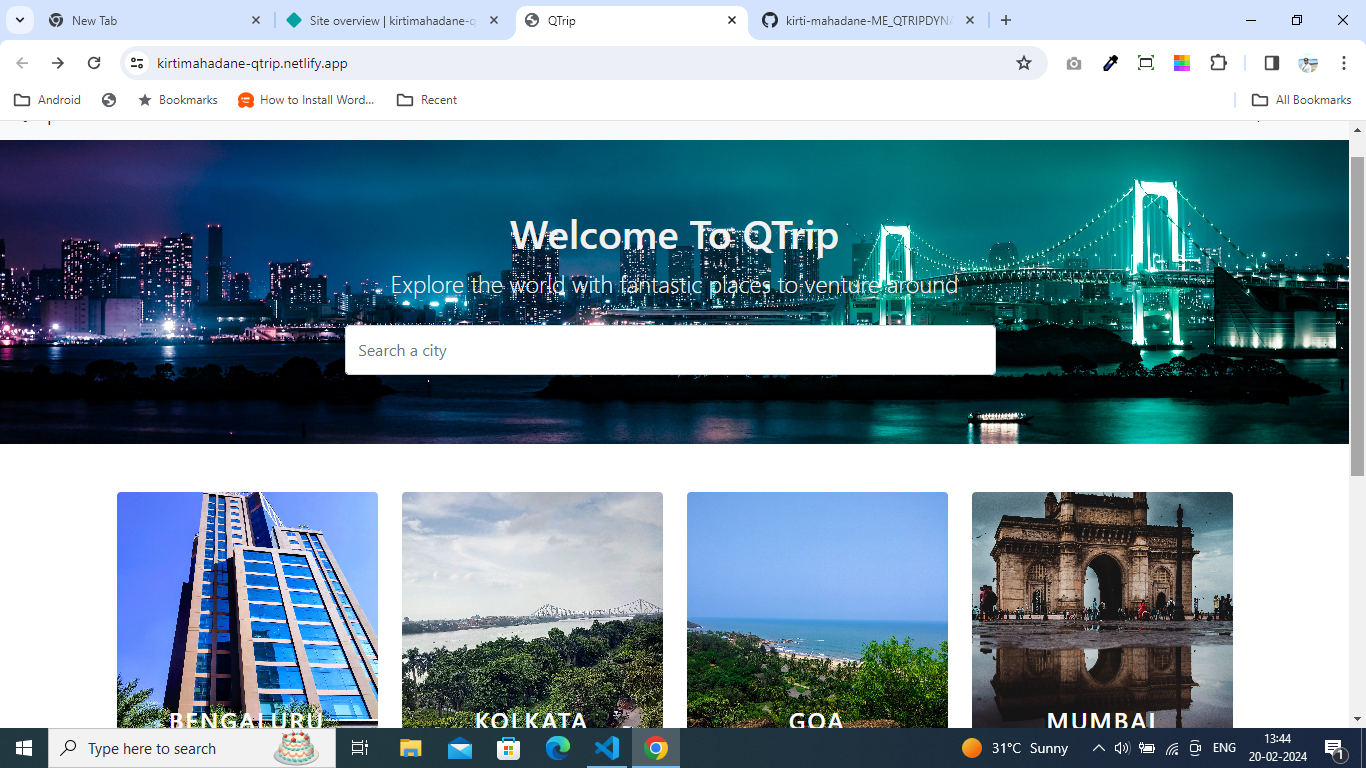 New Tab
Site overview | kirtimahadane-q
QTrip
kirti-mahadane-ME_QTRIPDYNA
kirtimahadane-qtrip.netlify.app
Android
Bookmarks
How to Install Word...
Recent
All Bookmarks
Welcome To QTrip
Explore the world with fantastic places to venture around
Search a city
BENGALURU
KOLKATA
GOA
MUMBAI
Type here to search
31°C Sunny
ENG
13:44
20-02-2024
1